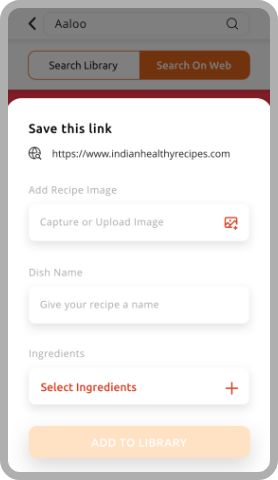 Aaloo
Search Library
Search On Web
Save this link
https://www.indianhealthyrecipes.com
Add Recipe Image
Capture or Upload Image
Dish Name
Give your recipe a name
Ingredients
Select Ingredients
ADD TO LIBRARY